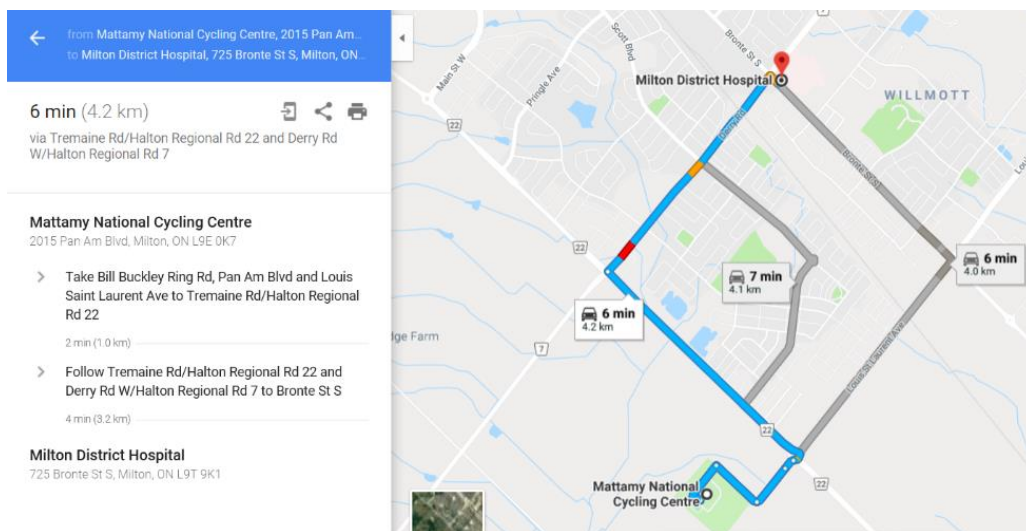 from Mattamy National Cycling Centre, 2015 Pan Am...
to Milton District Hospital, 725 Bronte St S, Milton, ON...
6 min (4.2 km)
via Tremaine Rd/Halton Regional Rd 22 and Derry Rd
W/Halton Regional Rd 7
Mattamy National Cycling Centre
2015 Pan Am Blvd, Milton, ON L9E 0K7
Take Bill Buckley Ring Rd, Pan Am Blvd and Louis
Saint Laurent Ave to Tremaine Rd/Halton Regional
Rd 22
2 min (1.0 km)
Follow Tremaine Rd/Halton Regional Rd 22 and
Derry Rd W/Halton Regional Rd 7 to Bronte St S
4 min (3.2 km)
Milton District Hospital
725 Bronte St S, Milton, ON L9T 9K1
7
Bronte St S
Scott Blvd
Main St W
Pringle Ave
Milton District Hospital
WILLMOTT
22
Derry Rd
Bronte St S
Loui
22
6 min
4.0 km
7 min
4.1 km
6 min
4.2 km
dge Farm
7
Louis St Laurent Ave
22
22
Mattamy National
Cycling Centre